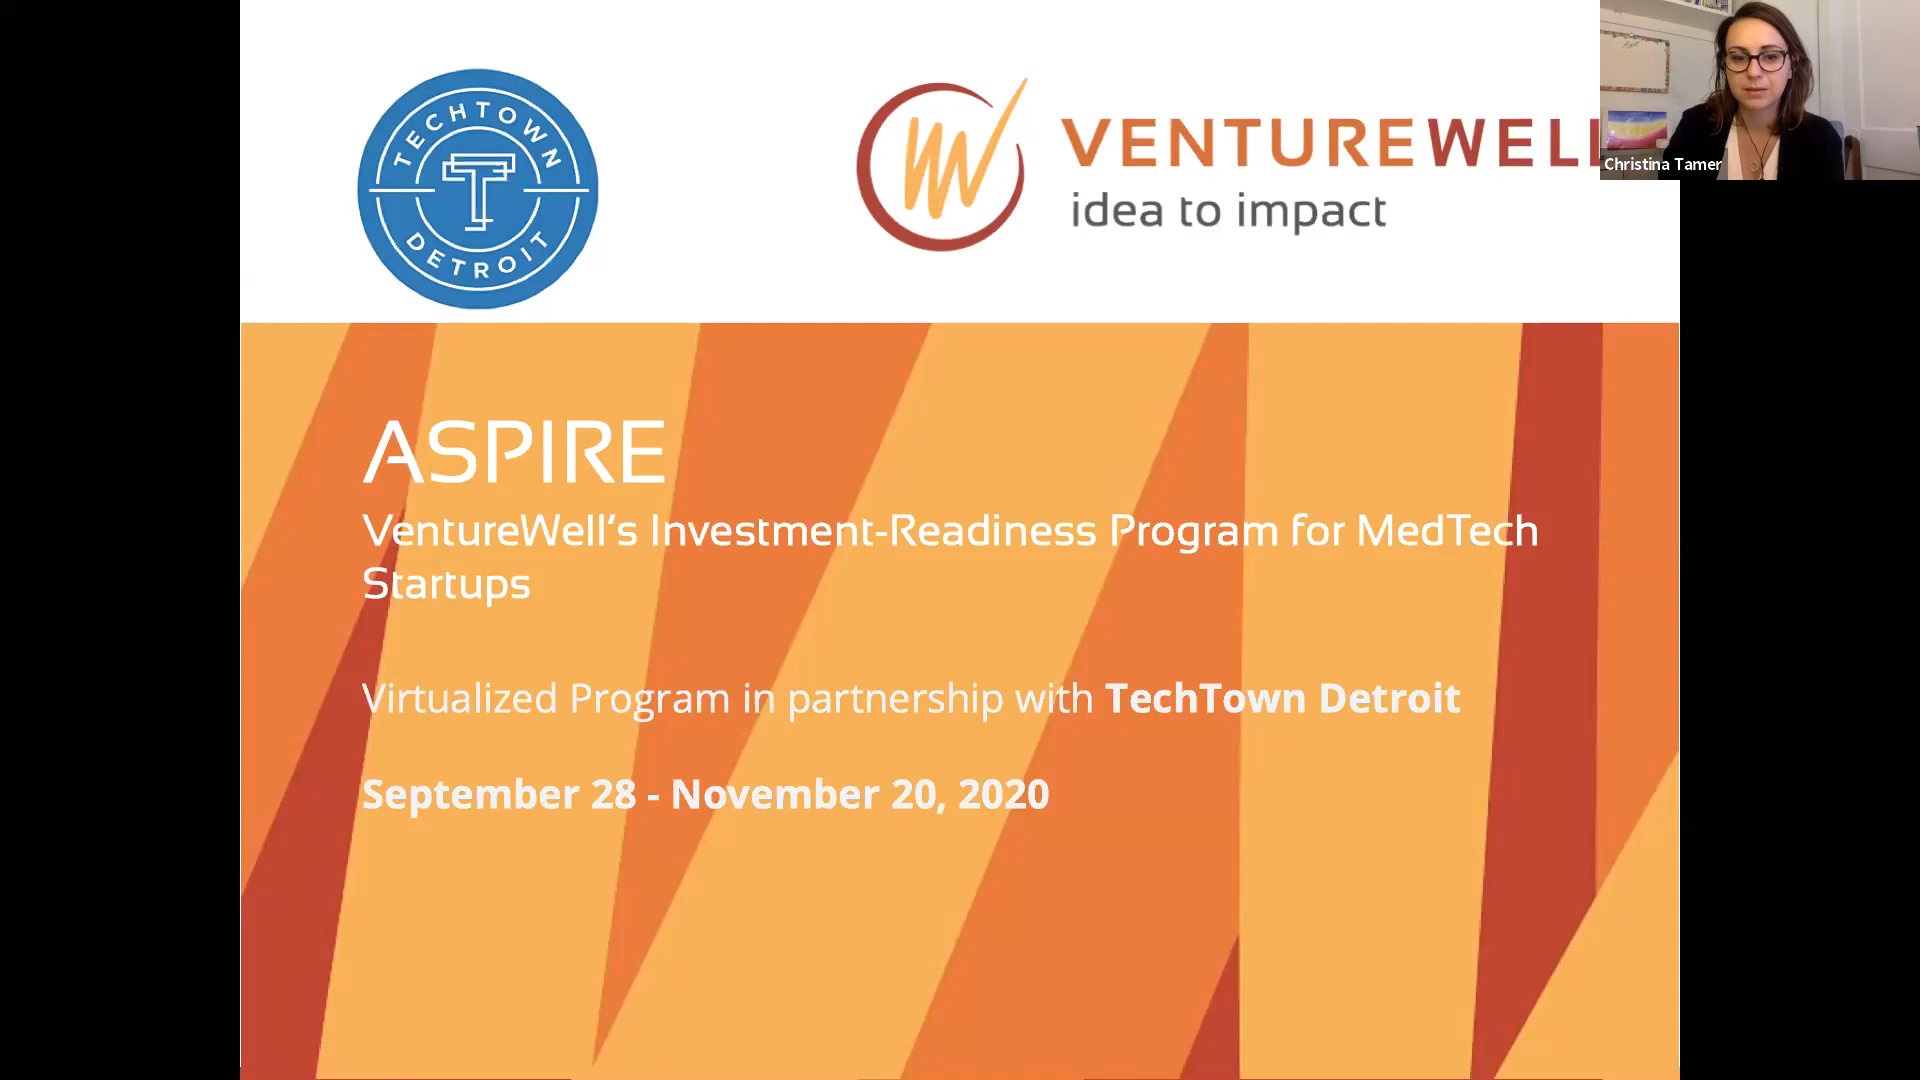 TECHTOWN
T
DETROIT
VENTUREWELL
idea to impact
Christina Tamer
ASPIRE
VentureWell's Investment-Readiness Program for MedTech
Startups
Virtualized Program in partnership with TechTown Detroit
September 28 - November 20, 2020